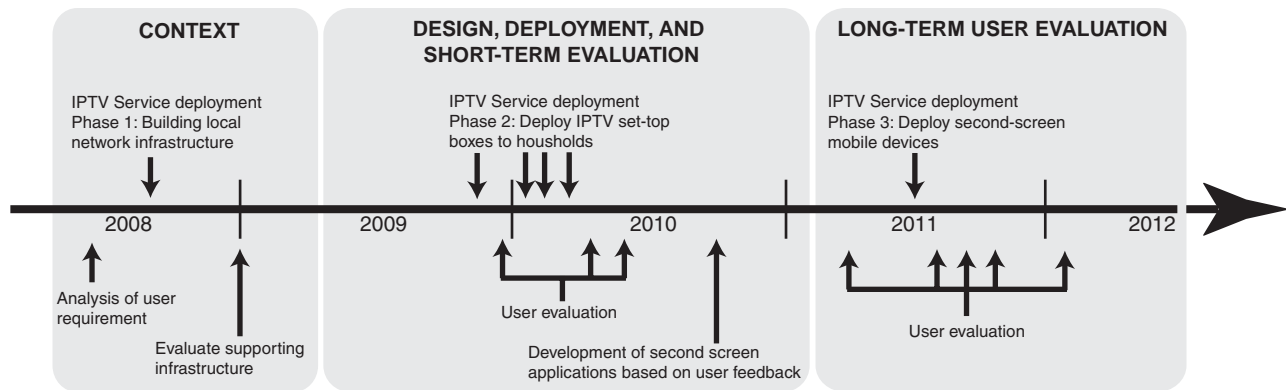 CONTEXT
IPTV Service deployment
Phase 1: Building local
network infrastructure
DESIGN, DEPLOYMENT, AND
SHORT-TERM EVALUATION
IPTV Service deployment
Phase 2: Deploy IPTV set-top
boxes to housholds
LONG-TERM USER EVALUATION
IPTV Service deployment
Phase 3: Deploy second-screen
mobile devices
2008
2009
2010
2011
2012
Analysis of user
requirement
Evaluate supporting
infrastructure
User evaluation
Development of second screen
applications based on user feedback
User evaluation